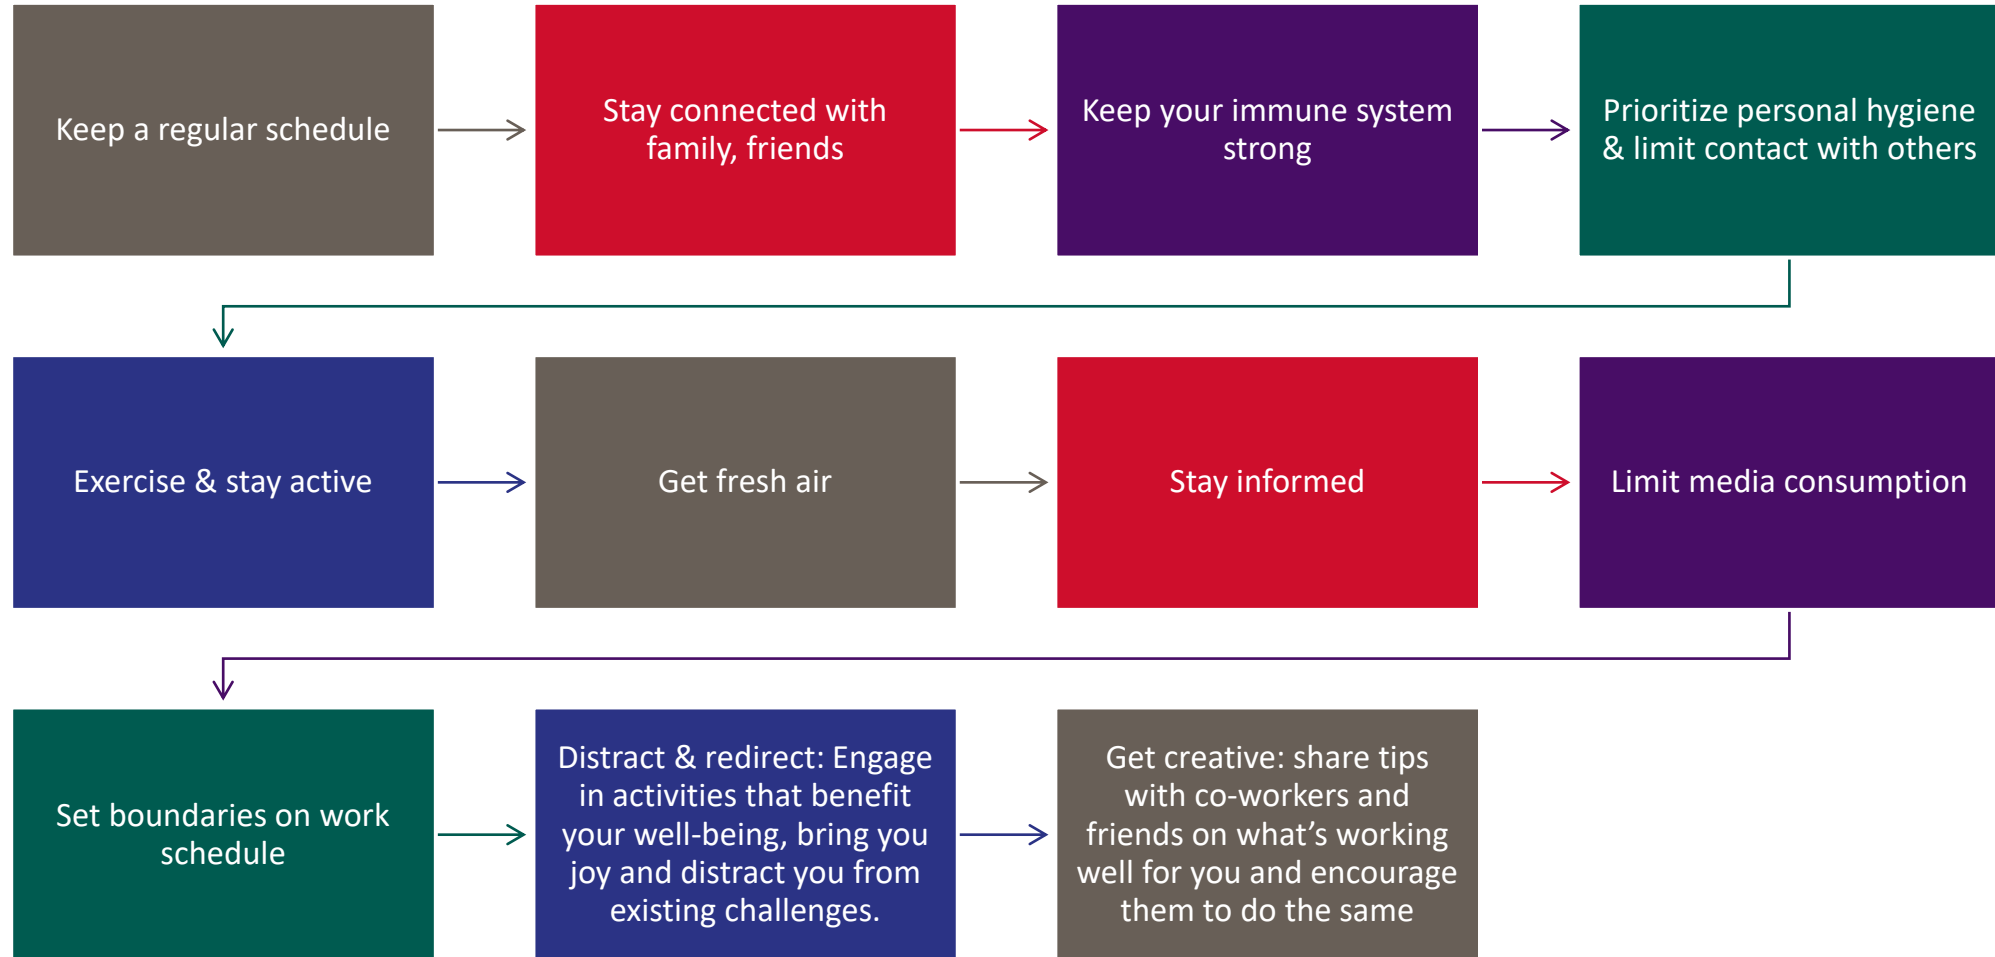 Keep a regular schedule
Stay connected with
family, friends
Keep your immune system
strong
Prioritize personal hygiene
& limit contact with others
Exercise & stay active
Get fresh air
Stay informed
Limit media consumption
Set boundaries on work
schedule
Distract & redirect: Engage
in activities that benefit
your well-being, bring you
joy and distract you from
existing challenges.
Get creative: share tips
with co-workers and
friends on what’s working
well for you and encourage
them to do the same